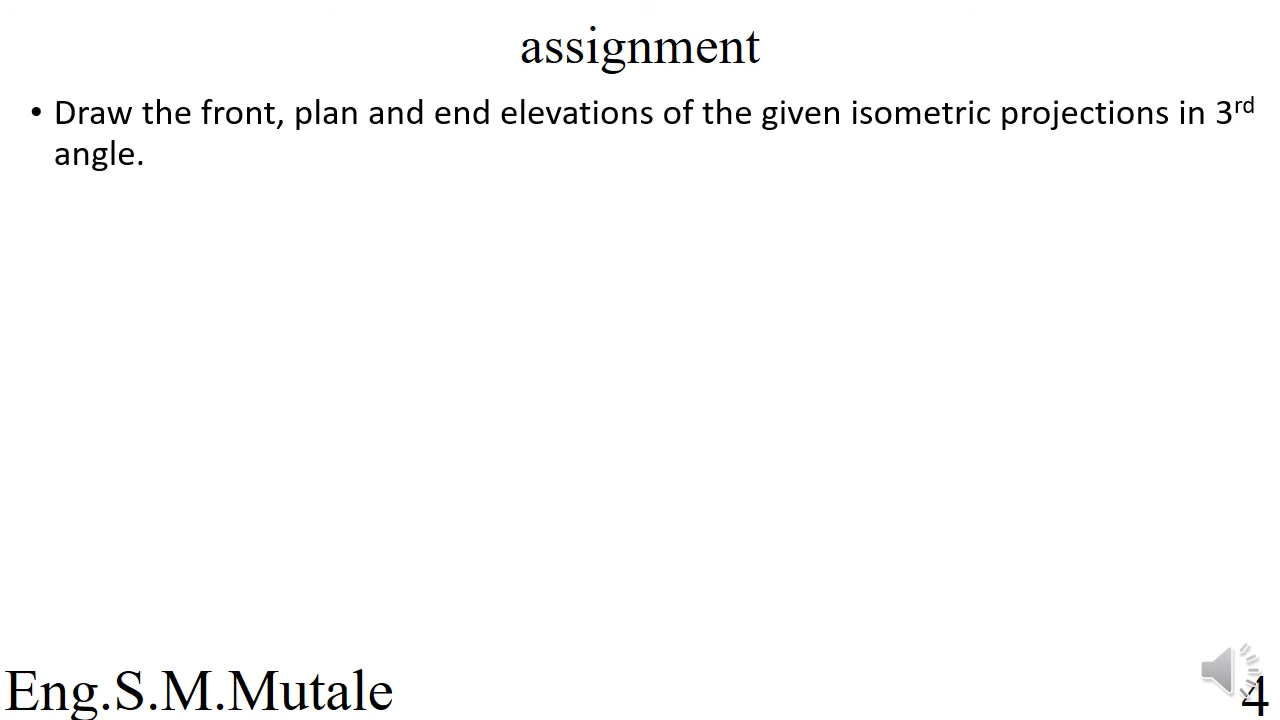 assignment
• Draw the front, plan and end elevations of the given isometric projections in 3rd
angle.
Eng.S.M.Mutale
4